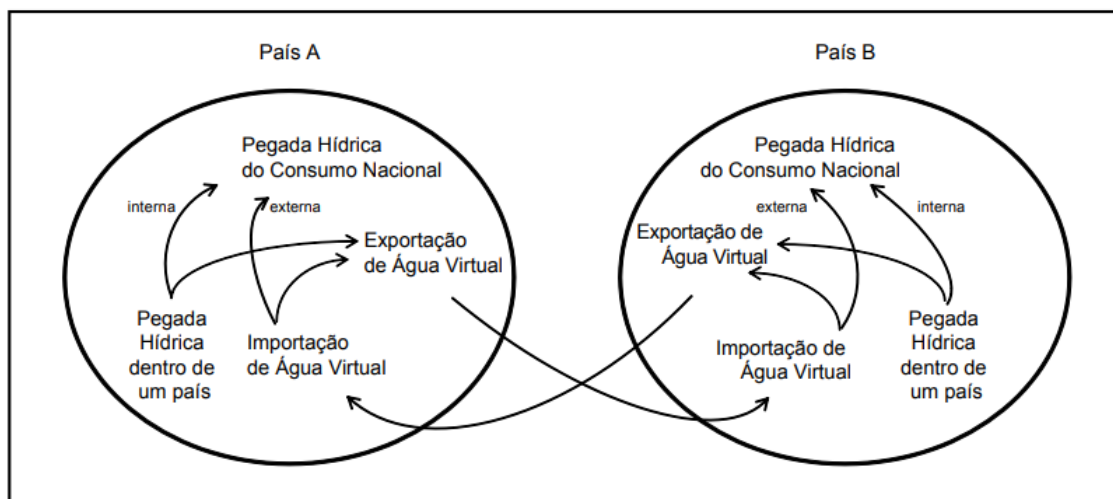 País A
Pegada Hídrica
do Consumo Nacional
interna
externa
Exportação
de Água Virtual
Pegada
Hídrica
dentro de
um país
Importação
de Água Virtual
País B
Pegada Hídrica
do Consumo Nacional
externa
interna
Exportação de
Água Virtual
Importação de
Água Virtual
Pegada
Hídrica
dentro de
um país